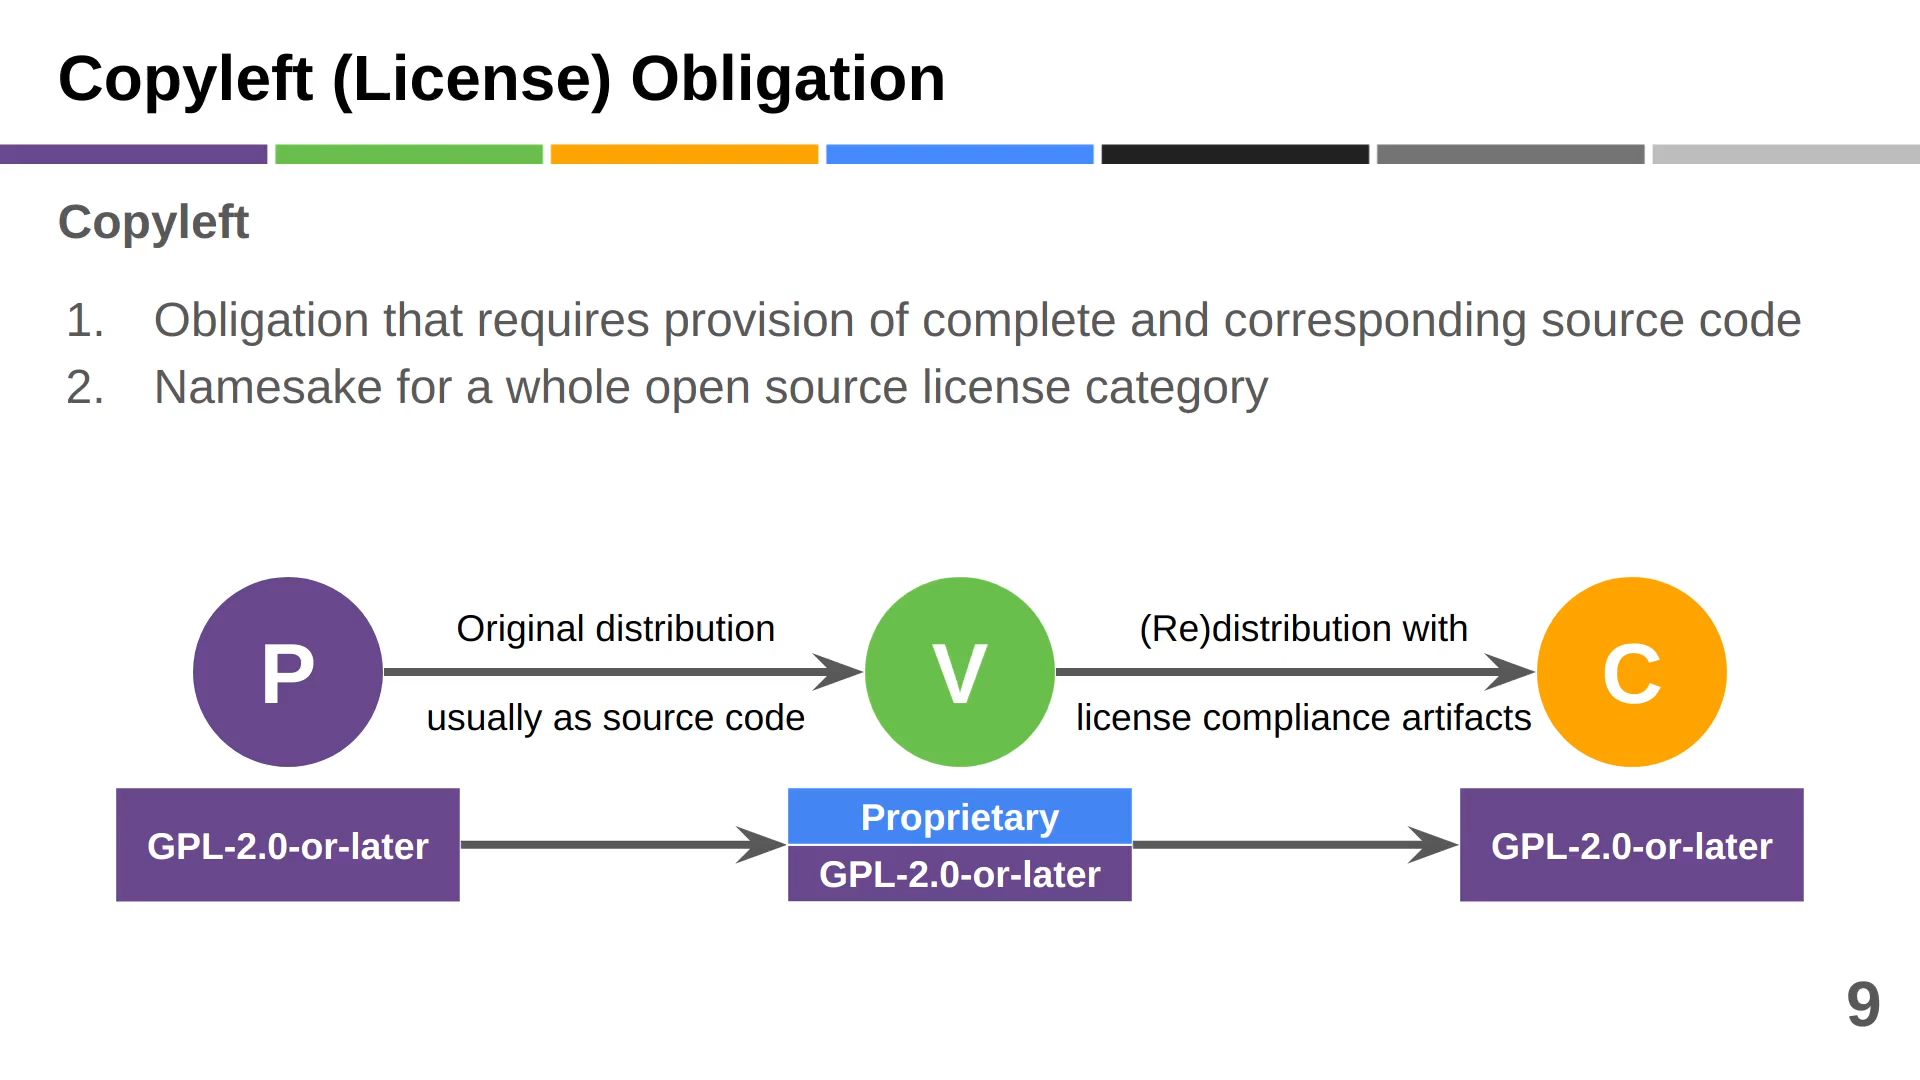 Copyleft (License) Obligation
Copyleft
1. Obligation that requires provision of complete and corresponding source code
2. Namesake for a whole open source license category
P
Original distribution
usually as source code
V
(Re)distribution with
license compliance artifacts
C
GPL-2.0-or-later
Proprietary
GPL-2.0-or-later
GPL-2.0-or-later
9